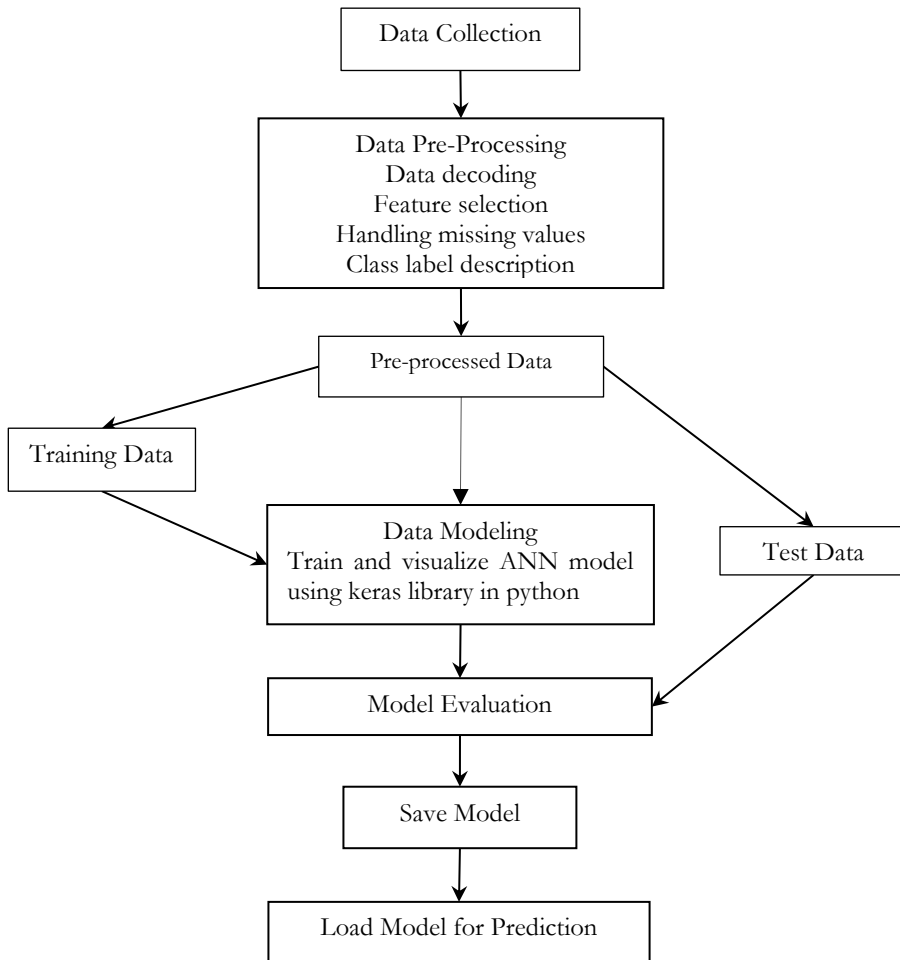 Data Collection
Data Pre-Processing
Data decoding
Feature selection
Handling missing values
Class label description
Pre-processed Data
Training Data
Data Modeling
Train and visualize ANN model
using keras library in python
Test Data
Model Evaluation
Save Model
Load Model for Prediction